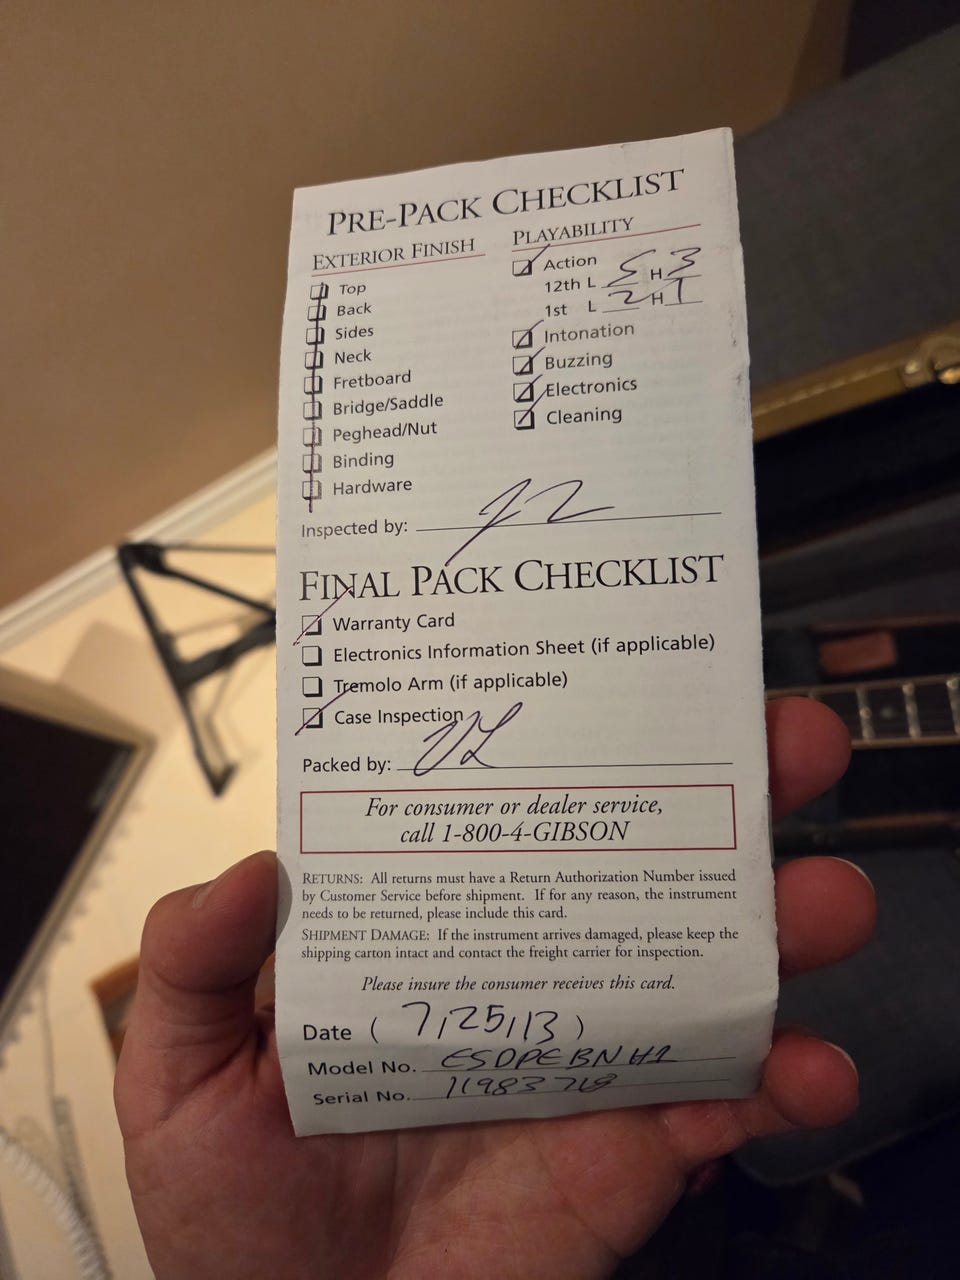 PRE-PACK CHECKLIST
EXTERIOR FINISH
Top
Back
Sides
Neck
Fretboard
Bridge/Saddle
Peghead/Nut
Binding
Hardware
PLAYABILITY
Action
12th L 5 H 3
1st L 2 H 1
Intonation
Buzzing
Electronics
Cleaning
Inspected by:
FINAL PACK CHECKLIST
Warranty Card
Electronics Information Sheet (if applicable)
Tremolo Arm (if applicable)
Case Inspection
Packed by:
For consumer or dealer service,
call 1-800-4-GIBSON
RETURNS: All returns must have a Return Authorization Number issued
by Customer Service before shipment. If for any reason, the instrument
needs to be returned, please include this card.
SHIPMENT DAMAGE: If the instrument arrives damaged, please keep the
shipping carton intact and contact the freight carrier for inspection.
Please insure the consumer receives this card.
Date ( 7,25,13 )
Model No. ESDPEBNH1
Serial No. 11983718